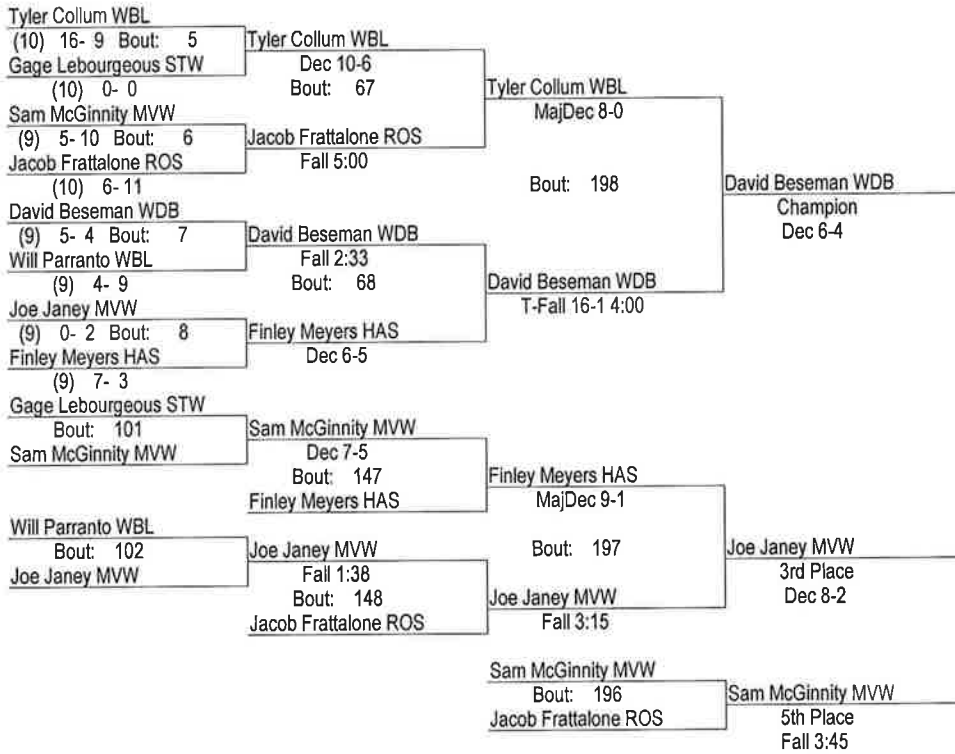 Tyler Collum WBL
(10) 16- 9 Bout: 5
Gage Lebourgeous STW
(10) 0- 0
Sam McGinnity MVW
(9) 5- 10 Bout: 6
Jacob Frattalone ROS
(10) 6- 11
David Beseman WDB
(9) 5- 4 Bout: 7
Will Parranto WBL
(9) 4- 9
Joe Janey MVW
(9) 0- 2 Bout: 8
Finley Meyers HAS
(9) 7- 3
Tyler Collum WBL
Dec 10-6
Bout: 67
Jacob Frattalone ROS
Fall 5:00
David Beseman WDB
Fall 2:33
Bout: 68
Finley Meyers HAS
Dec 6-5
Tyler Collum WBL
MajDec 8-0
Bout: 198
David Beseman WDB
T-Fall 16-1 4:00
David Beseman WDB
Champion
Dec 6-4
Gage Lebourgeous STW
Bout: 101
Sam McGinnity MVW
Will Parranto WBL
Bout: 102
Joe Janey MVW
Sam McGinnity MVW
Dec 7-5
Bout: 147
Finley Meyers HAS
Joe Janey MVW
Fall 1:38
Bout: 148
Jacob Frattalone ROS
Finley Meyers HAS
MajDec 9-1
Bout: 197
Joe Janey MVW
Fall 3:15
Joe Janey MVW
3rd Place
Dec 8-2
Sam McGinnity MVW
Bout: 196
Jacob Frattalone ROS
Sam McGinnity MVW
5th Place
Fall 3:45